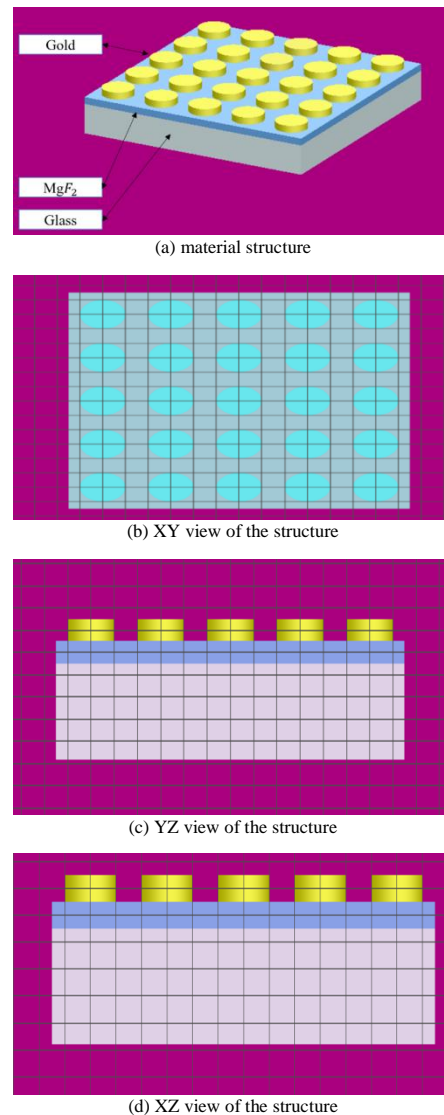 Gold
MgF₂
Glass
(a) material structure
(b) XY view of the structure
(c) YZ view of the structure
(d) XZ view of the structure